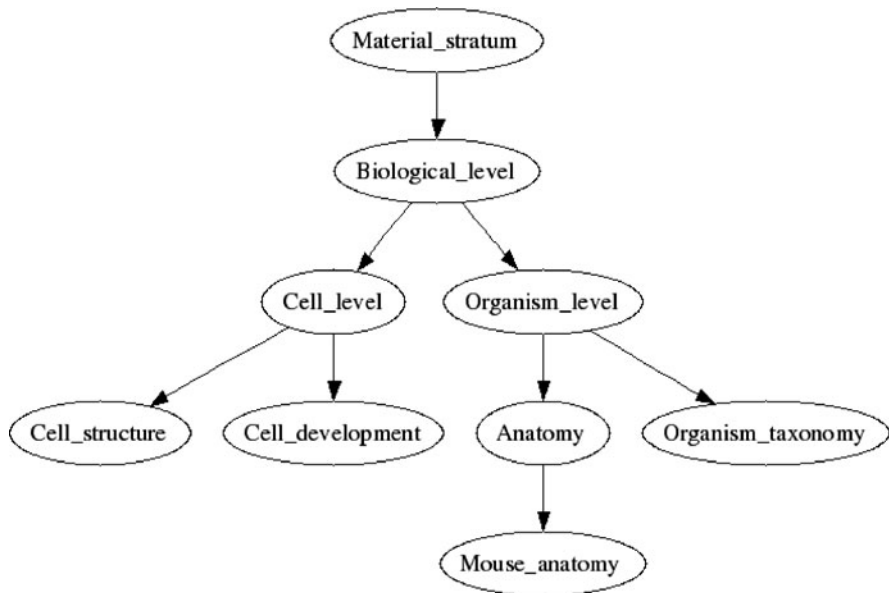 Material_stratum
Biological_level
Cell_level
Organism_level
Cell_structure
Cell_development
Anatomy
Organism_taxonomy
Mouse_anatomy